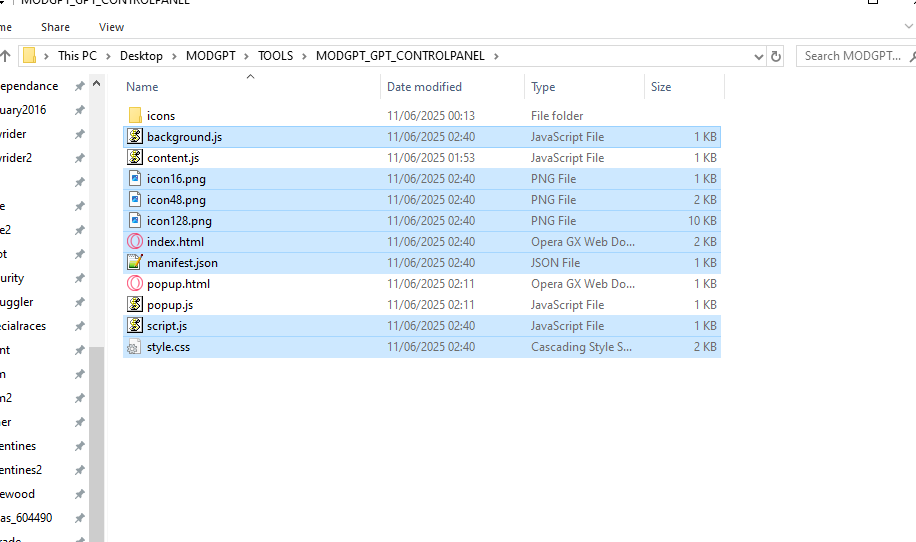 MODGPT_GPT_CONTROLPANEL
me Share View
This PC Desktop MODGPT TOOLS MODGPT_GPT_CONTROLPANEL Search MODGPT_...
Name Date modified Type Size
ependance
uary2016
rider
rider2
e
e2
ot
urity
uggler
ecialraces
nt
m
m2
ner
entines
entines2
ewood
as_604490
rade
icons 11/06/2025 00:13 File folder
background.js 11/06/2025 02:40 JavaScript File 1 KB
content.js 11/06/2025 01:53 JavaScript File 1 KB
icon16.png 11/06/2025 02:40 PNG File 1 KB
icon48.png 11/06/2025 02:40 PNG File 2 KB
icon128.png 11/06/2025 02:40 PNG File 10 KB
index.html 11/06/2025 02:40 Opera GX Web Do... 2 KB
manifest.json 11/06/2025 02:40 JSON File 1 KB
popup.html 11/06/2025 02:11 Opera GX Web Do... 1 KB
popup.js 11/06/2025 02:11 JavaScript File 1 KB
script.js 11/06/2025 02:40 JavaScript File 1 KB
style.css 11/06/2025 02:40 Cascading Style S... 2 KB